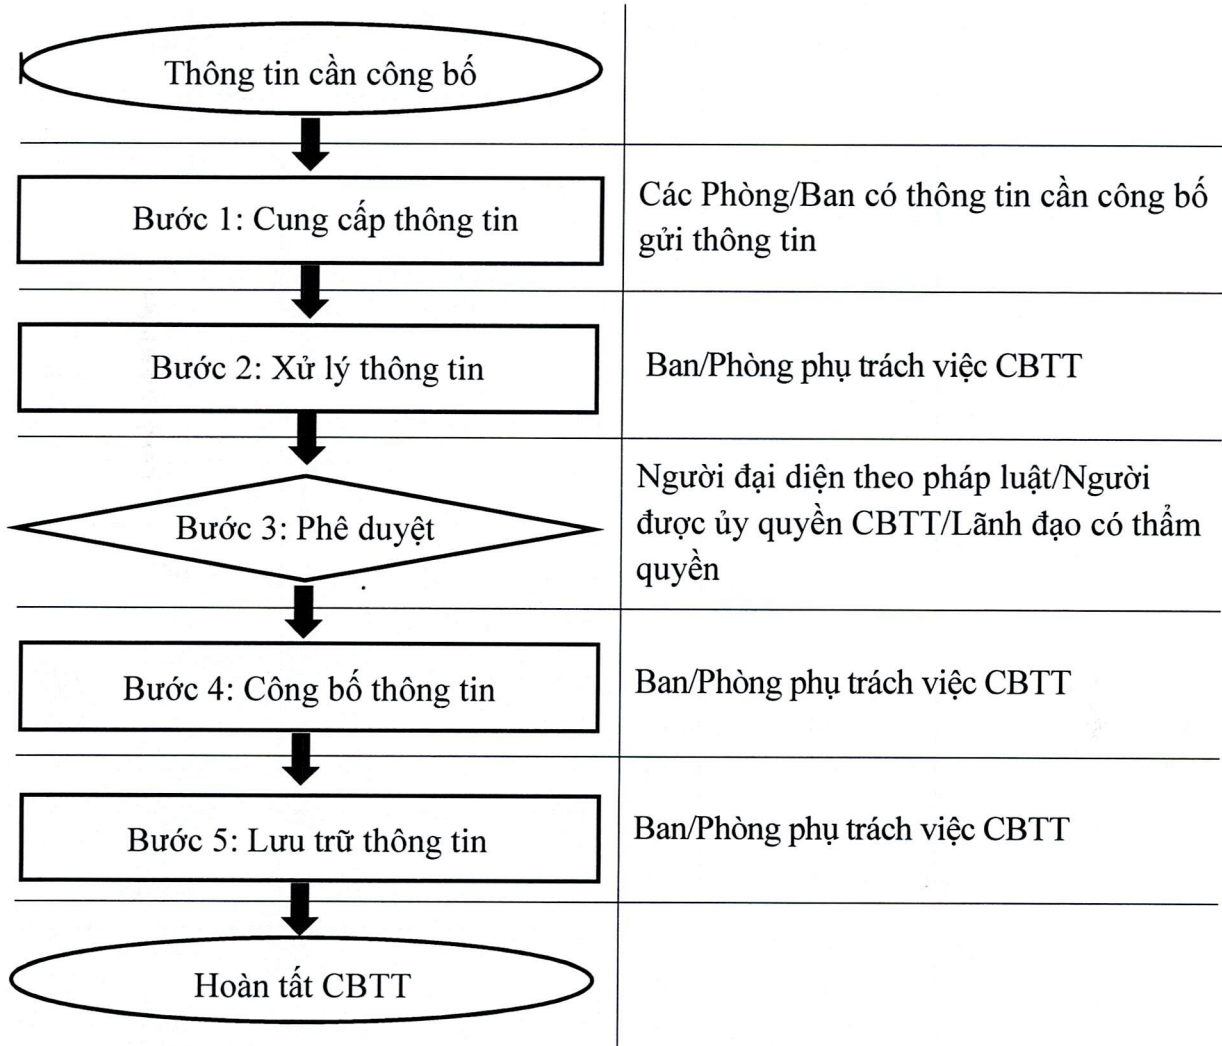 Thông tin cần công bố
Bước 1: Cung cấp thông tin
Các Phòng/Ban có thông tin cần công bố
gửi thông tin
Bước 2: Xử lý thông tin
Ban/Phòng phụ trách việc CBTT
Bước 3: Phê duyệt
Người đại diện theo pháp luật/Người
được ủy quyền CBTT/Lãnh đạo có thẩm
quyền
Bước 4: Công bố thông tin
Ban/Phòng phụ trách việc CBTT
Bước 5: Lưu trữ thông tin
Ban/Phòng phụ trách việc CBTT
Hoàn tất CBTT